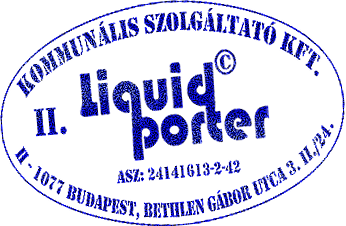 KOMMUNÁLIS SZOLGÁLTATÓ KFT.
©
II. Liquid
porter
ASZ: 24141613-2-42
H - 1077 BUDAPEST, BETHLEN GÁBOR UTCA 3. II./24.